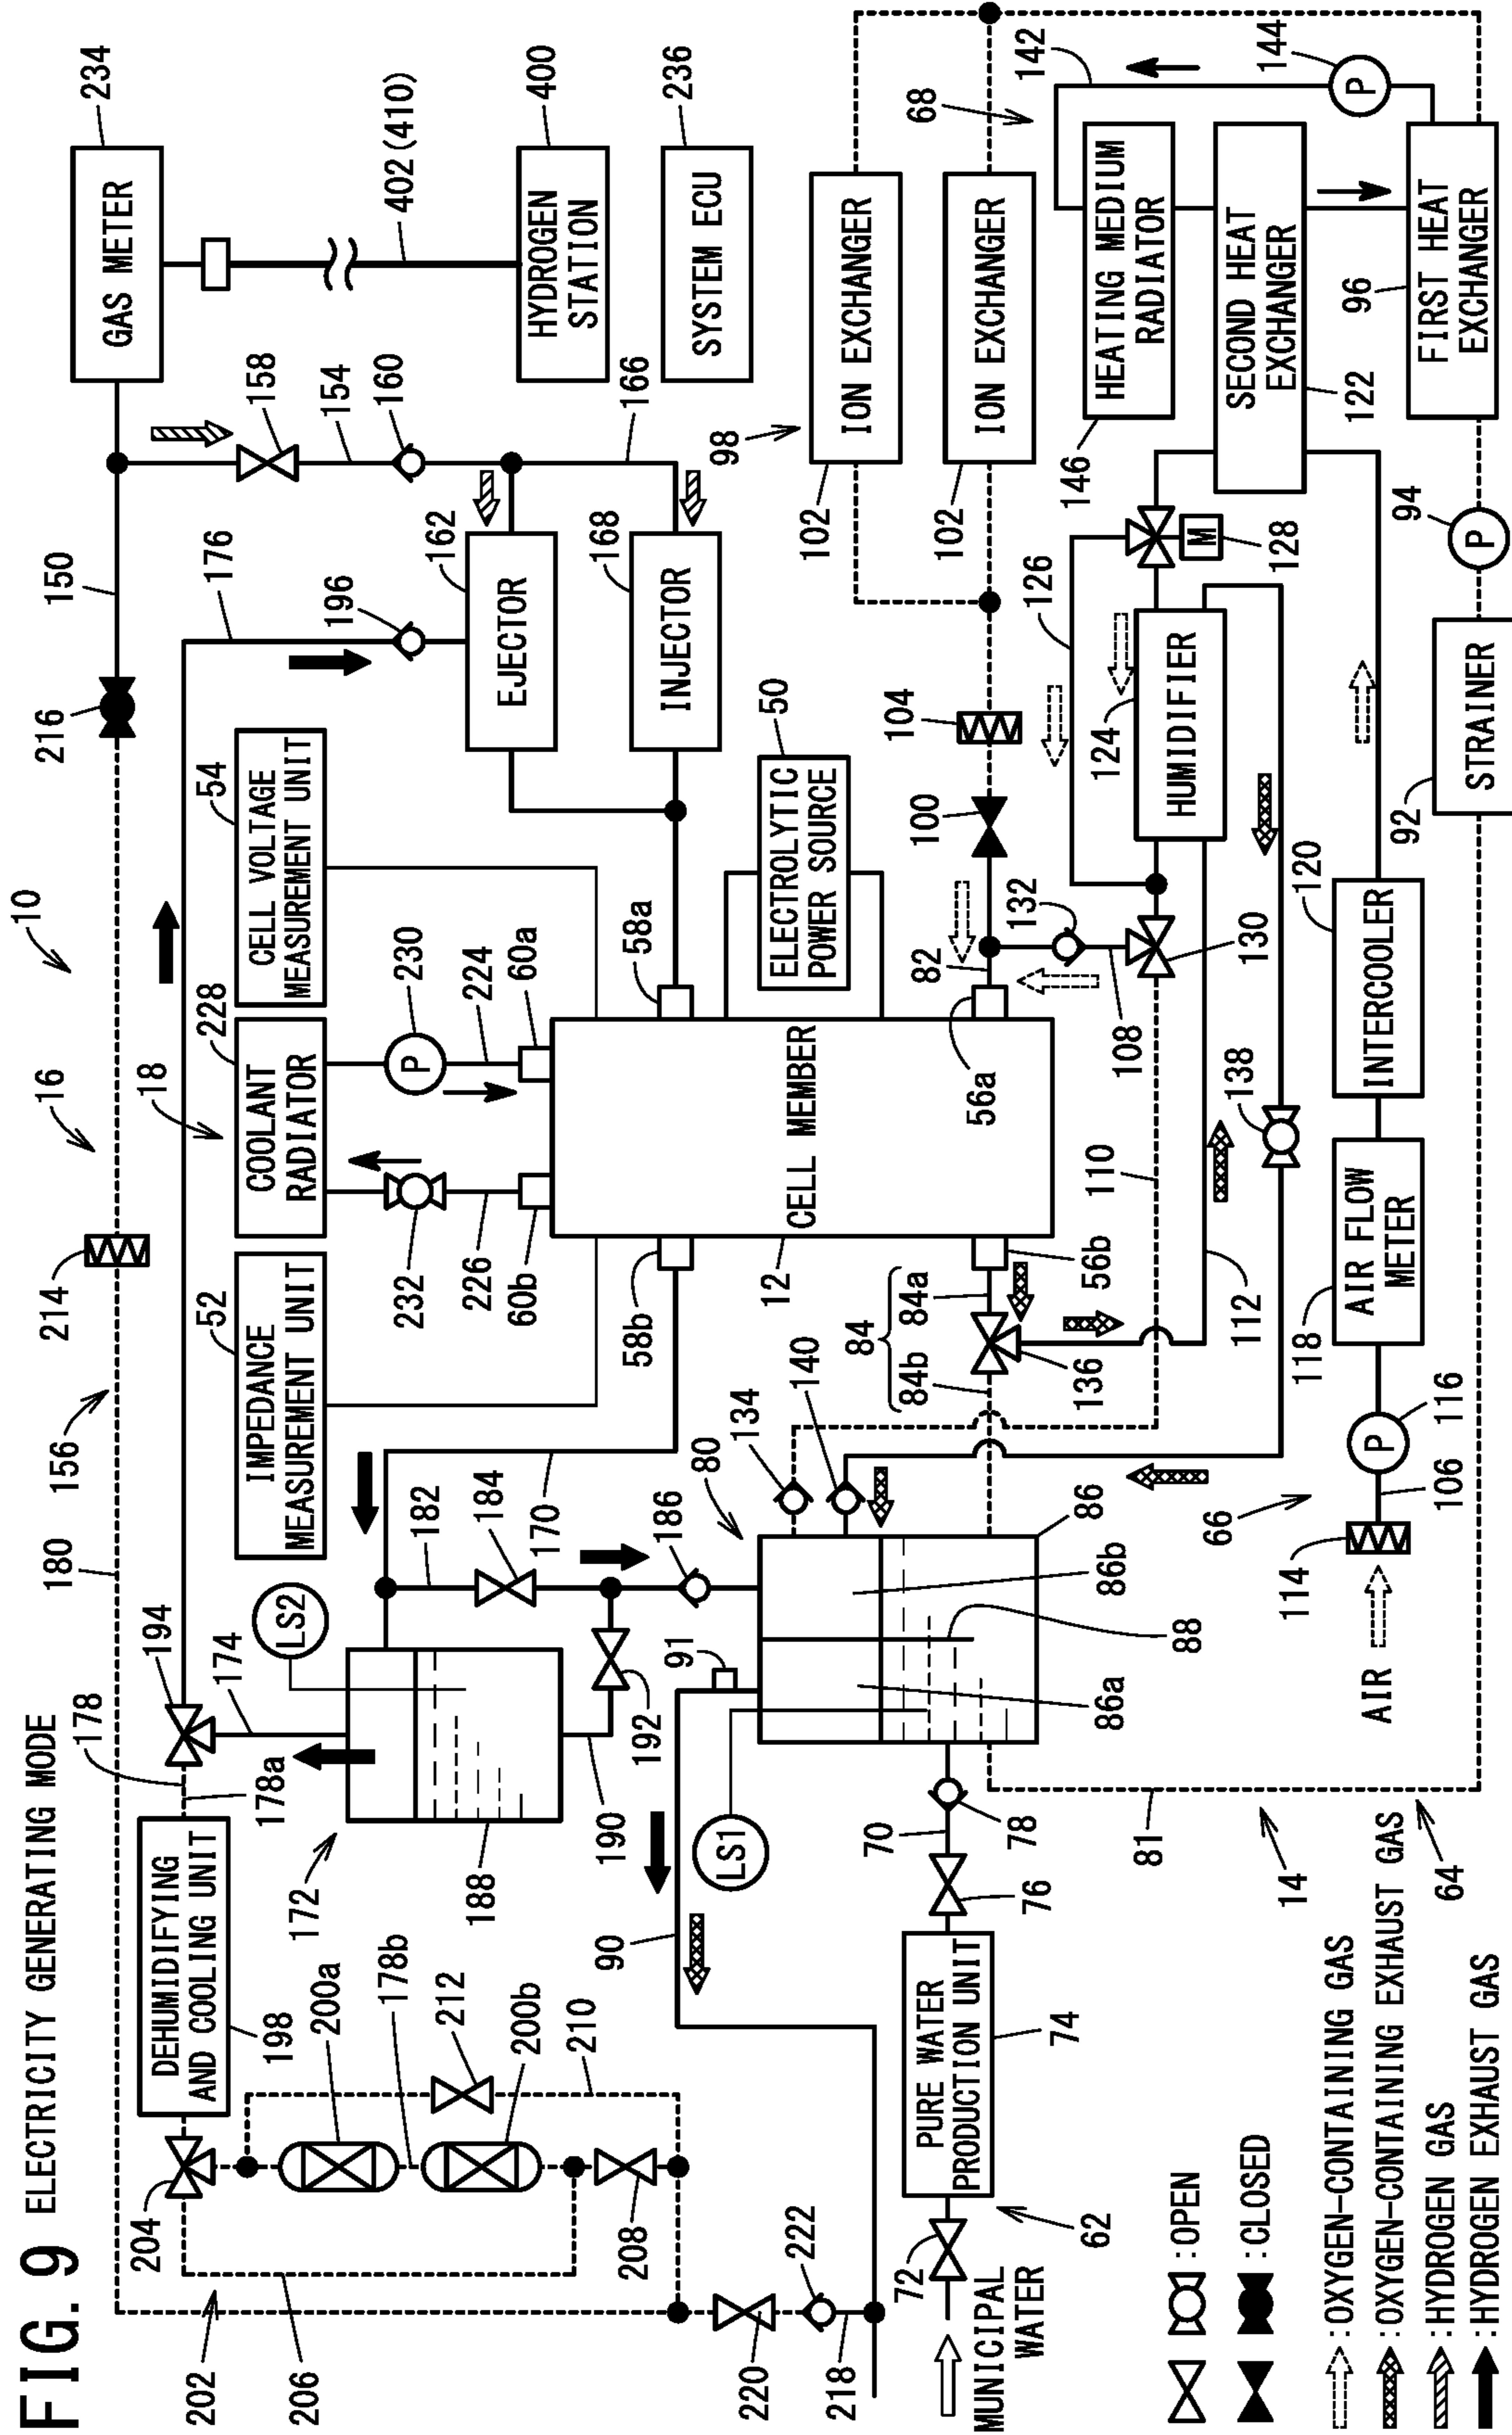 FIG. 9
ELECTRICITY GENERATING MODE
10
16
18
234
GAS METER
402(410)
400
HYDROGEN
STATION
236
SYSTEM ECU
150
158
154
160
166
176
196
216
214
156
180
162
EJECTOR
168
INJECTOR
54
CELL VOLTAGE
MEASUREMENT UNIT
228
COOLANT
RADIATOR
52
IMPEDANCE
MEASUREMENT UNIT
230
224
60a
P
232
226
60b
58a
58b
50
ELECTROLYTIC
POWER SOURCE
12
CELL MEMBER
56a
56b
82
84
84a
84b
136
100
104
132
108
130
110
112
98
102
ION EXCHANGER
102
ION EXCHANGER
68
142
144
P
146
HEATING MEDIUM
RADIATOR
122
SECOND HEAT
EXCHANGER
96
FIRST HEAT
EXCHANGER
94
P
92
STRAINER
126
128
M
124
HUMIDIFIER
138
120
INTERCOOLER
118
AIR FLOW
METER
116
P
106
66
114
AIR
194
178
178a
174
LS2
172
188
182
184
170
186
190
192
80
134
140
86
86b
86a
88
91
90
LS1
70
78
76
81
14
64
DEHUMIDIFYING
AND COOLING UNIT
198
200a
178b
200b
212
210
204
202
206
208
220
222
218
PURE WATER
PRODUCTION UNIT
74
72
62
MUNICIPAL
WATER
:OPEN
:CLOSED
:OXYGEN-CONTAINING GAS
:OXYGEN-CONTAINING EXHAUST GAS
:HYDROGEN GAS
:HYDROGEN EXHAUST GAS